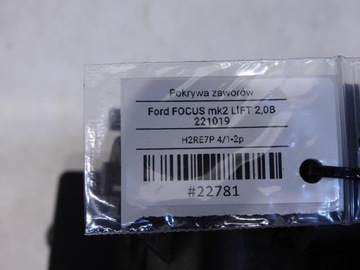 Pokrywa zaworów
Ford FOCUS mk2 LIFT 2,0B
221019
H2RE7P 4/1-2p
#22781